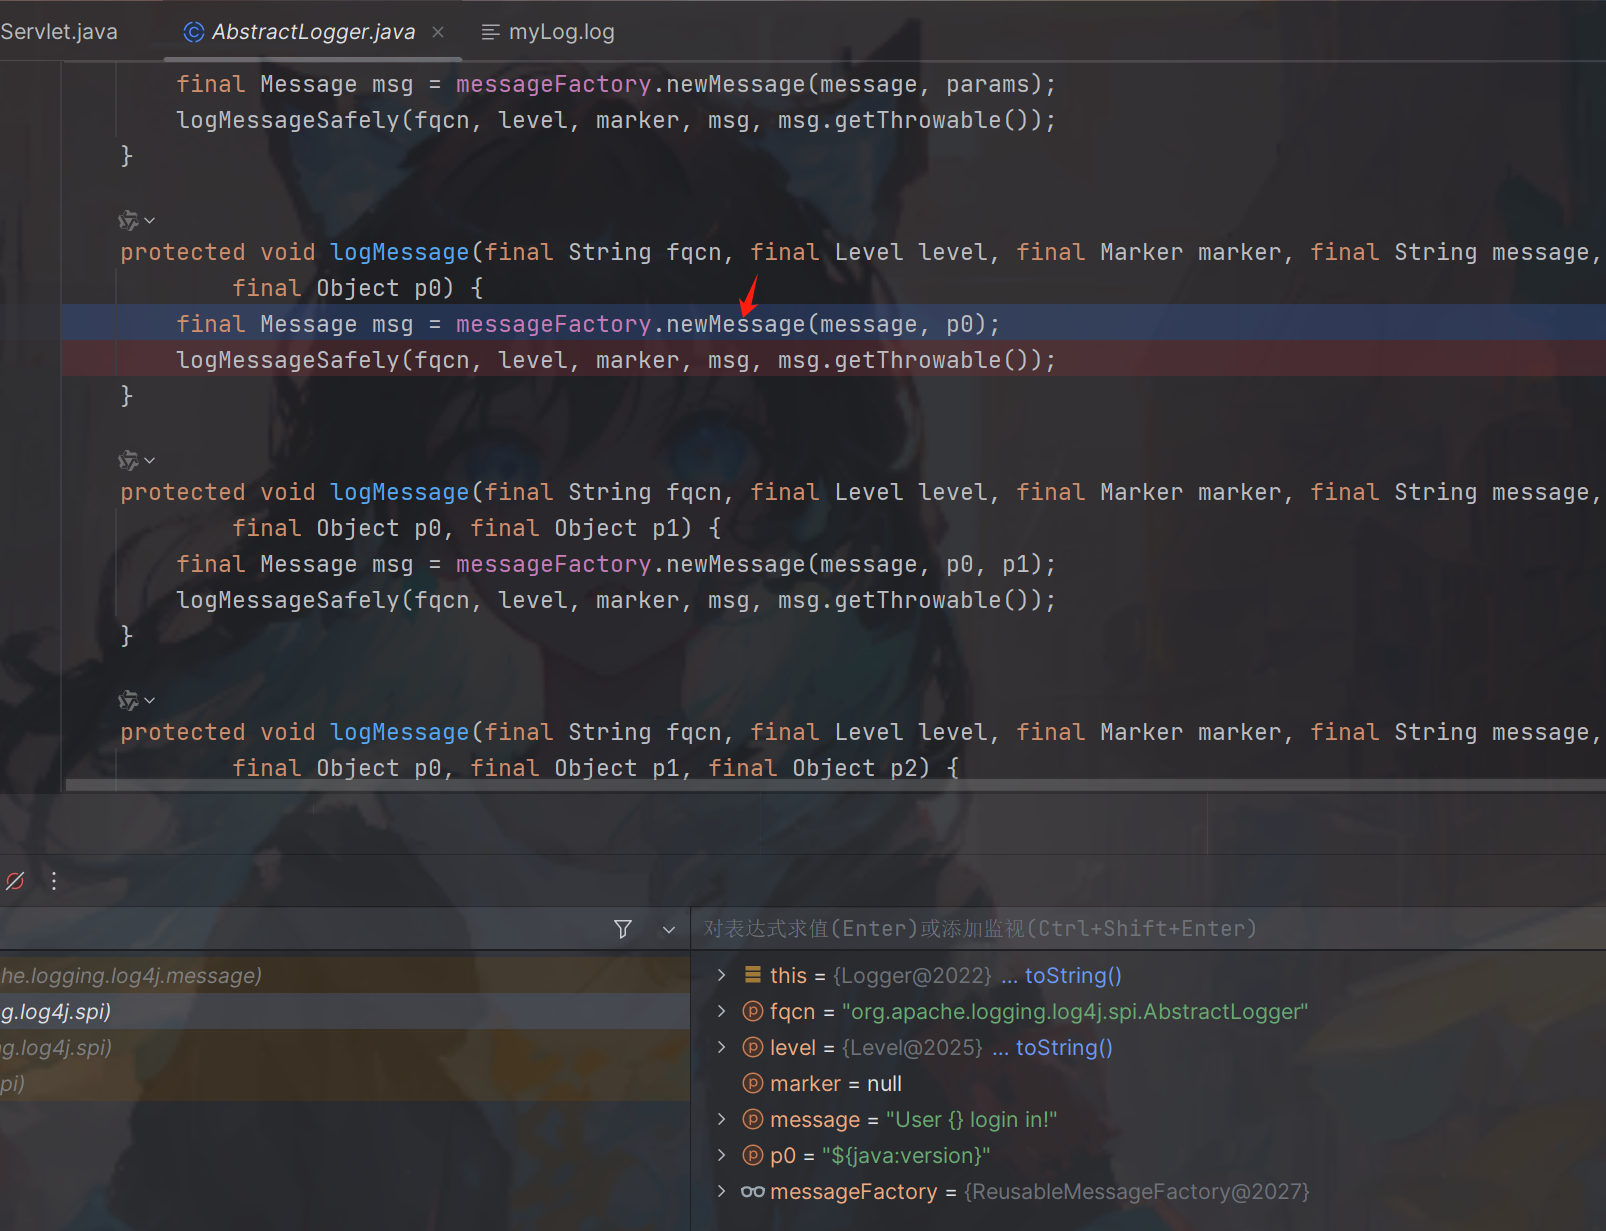 Servlet.java AbstractLogger.java myLog.log
final Message msg = messageFactory.newMessage(message, params);
logMessageSafely(fqcn, level, marker, msg, msg.getThrowable());
}
protected void logMessage(final String fqcn, final Level level, final Marker marker, final String message,
final Object p0) {
final Message msg = messageFactory.newMessage(message, p0);
logMessageSafely(fqcn, level, marker, msg, msg.getThrowable());
}
protected void logMessage(final String fqcn, final Level level, final Marker marker, final String message,
final Object p0, final Object p1) {
final Message msg = messageFactory.newMessage(message, p0, p1);
logMessageSafely(fqcn, level, marker, msg, msg.getThrowable());
}
protected void logMessage(final String fqcn, final Level level, final Marker marker, final String message,
final Object p0, final Object p1, final Object p2) {
对表达式求值(Enter)或添加监视(Ctrl+Shift+Enter)
he.logging.log4j.message)
g.log4j.spi)
ng.log4j.spi)
pi)
this = {Logger@2022} ... toString()
fqcn = "org.apache.logging.log4j.spi.AbstractLogger"
level = {Level@2025} ... toString()
marker = null
message = "User {} login in!"
p0 = "${java:version}"
messageFactory = {ReusableMessageFactory@2027}